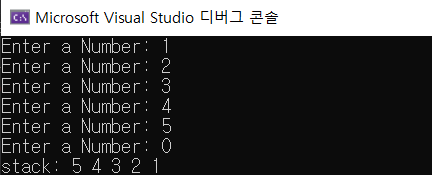 Microsoft Visual Studio 디버그 콘솔
Enter a Number: 1
Enter a Number: 2
Enter a Number: 3
Enter a Number: 4
Enter a Number: 5
Enter a Number: 0
stack: 5 4 3 2 1